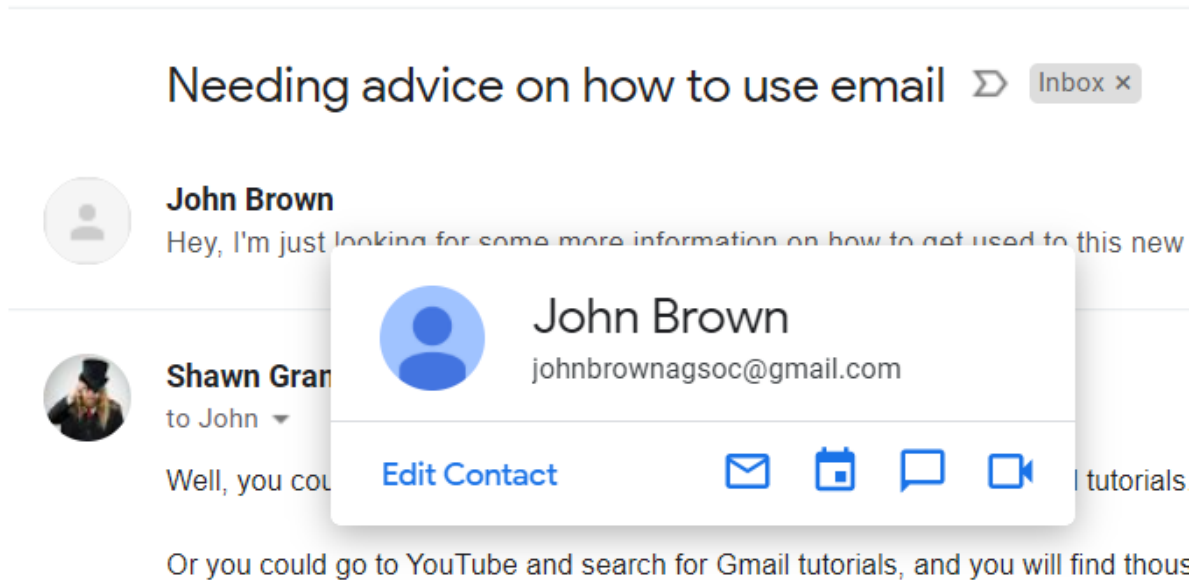 Needing advice on how to use email
Inbox ×
John Brown
Hey, I'm just looking for some more information on how to get used to this new
John Brown
johnbrownagsoc@gmail.com
Edit Contact
Shawn Gran
to John
Well, you cou
tutorials
Or you could go to YouTube and search for Gmail tutorials, and you will find thous